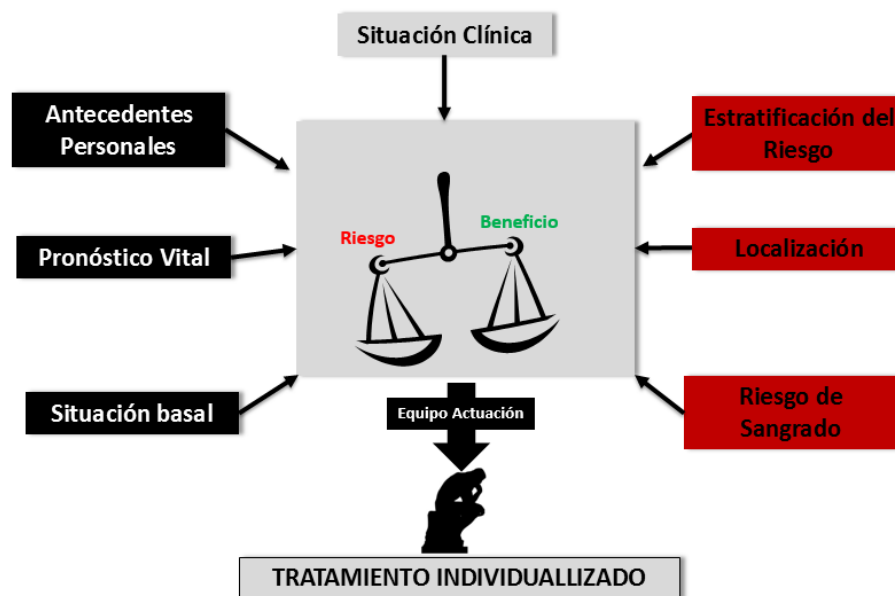 Situación Clínica
Antecedentes
Personales
Estratificación del
Riesgo
Beneficio
Riesgo
Pronóstico Vital
Localización
Situación basal
Equipo Actuación
Riesgo de
Sangrado
TRATAMIENTO INDIVIDUALLIZADO